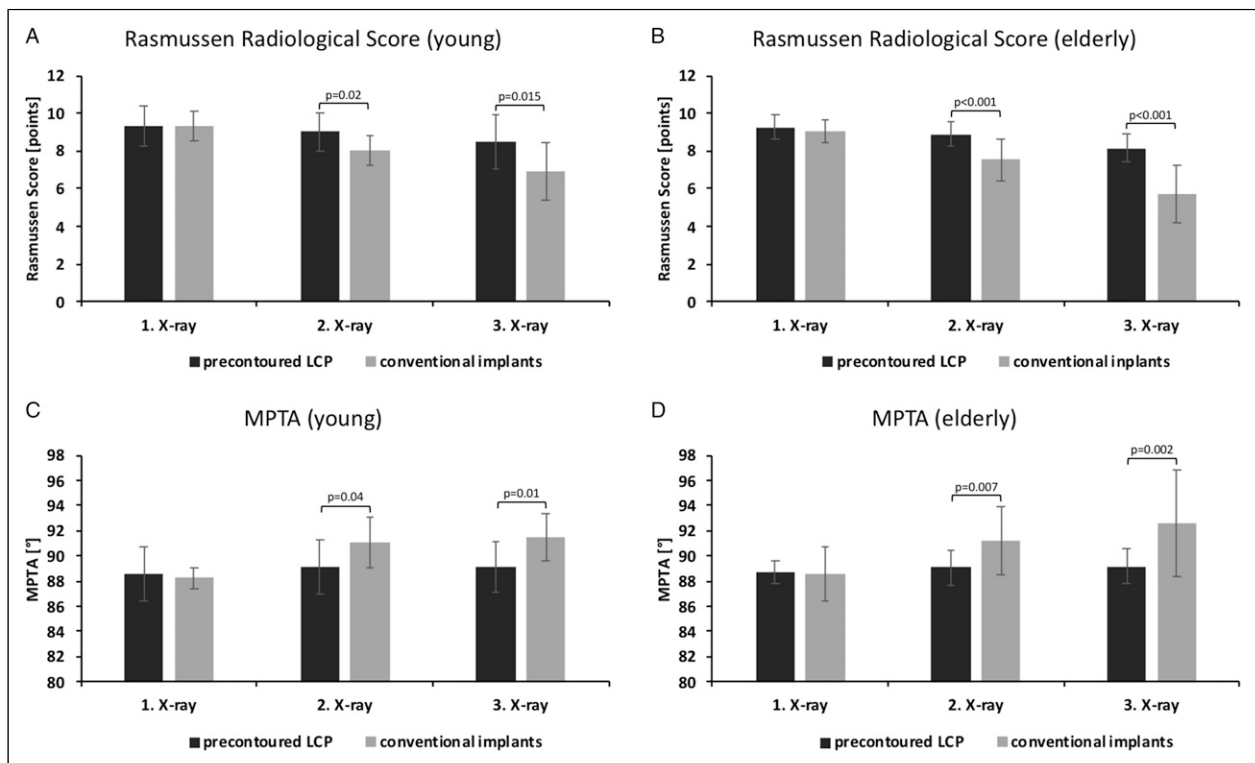 A
Rasmussen Radiological Score (young)
Rasmussen Score [points]
12
10
8
6
4
2
0
p=0.02
p=0.015
1. X-ray
2. X-ray
3. X-ray
precontoured LCP
conventional implants
B
Rasmussen Radiological Score (elderly)
Rasmussen Score [points]
12
10
8
6
4
2
0
p<0.001
p<0.001
1. X-ray
2. X-ray
3. X-ray
precontoured LCP
conventional inplants
C
MPTA (young)
MPTA [°]
98
96
94
92
90
88
86
84
82
80
p=0.04
p=0.01
1. X-ray
2. X-ray
3. X-ray
precontoured LCP
conventional implants
D
MPTA (elderly)
MPTA [°]
98
96
94
92
90
88
86
84
82
80
p=0.007
p=0.002
1. X-ray
2. X-ray
3. X-ray
precontoured LCP
conventional implants